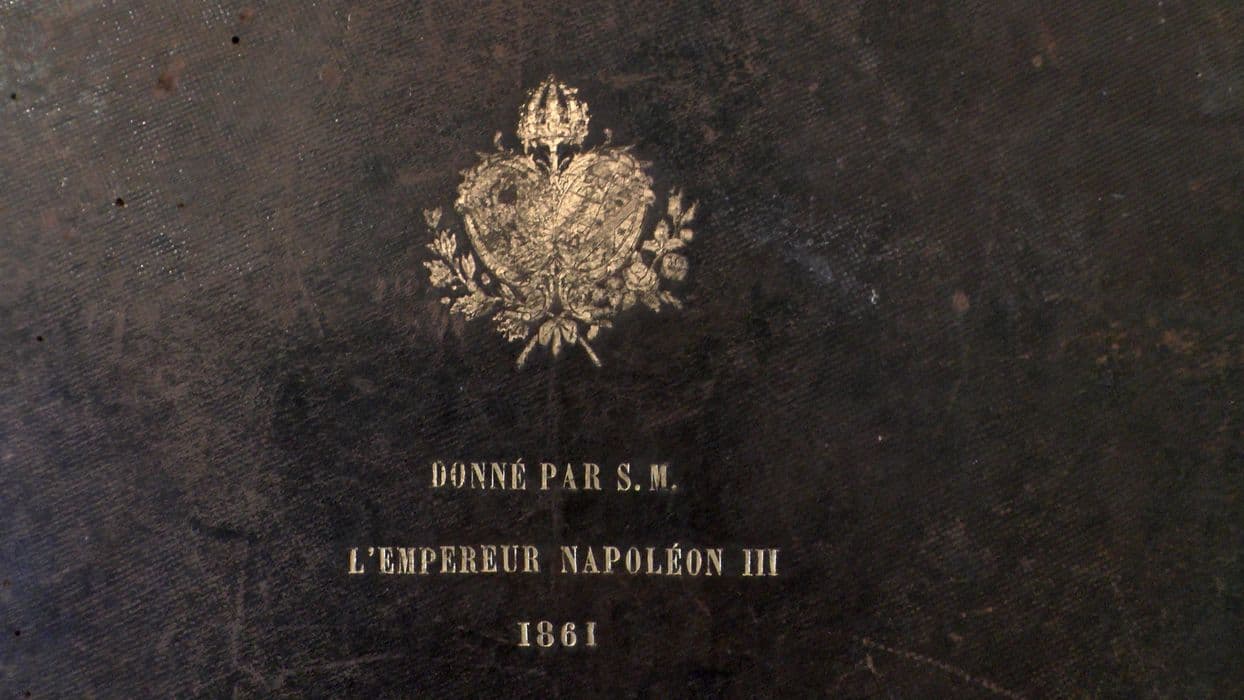 DONNÉ PAR S. M.
L'EMPEREUR NAPOLÉON III
1861